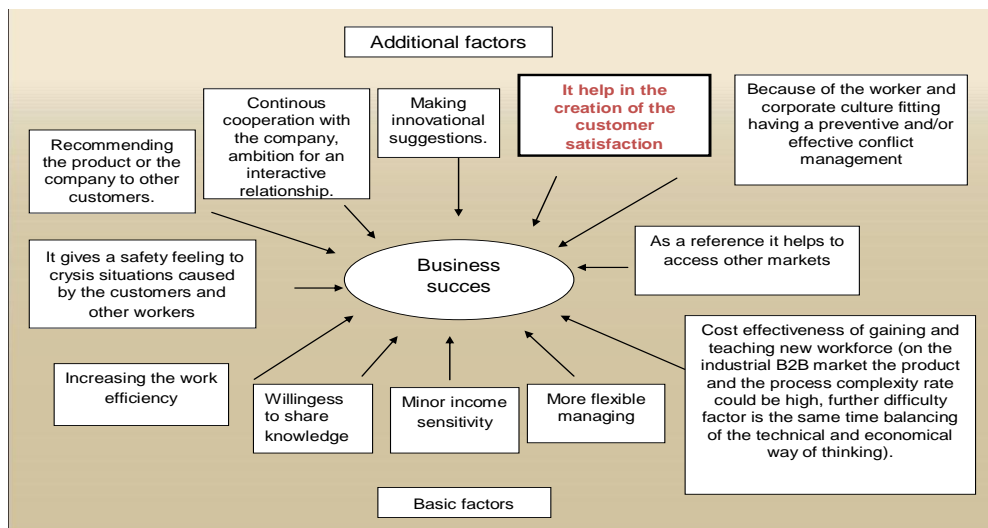 Additional factors
Recommending
the product or the
company to other
customers.
Continous
cooperation with
the company,
ambition for an
interactive
relationship.
Making
innovational
suggestions.
It help in the
creation of the
customer
satisfaction
Because of the worker and
corporate culture fitting
having a preventive and/or
effective conflict
management
It gives a safety feeling to
crysis situations caused
by the customers and
other workers
Business
succes
As a reference it helps to
access other markets
Increasing the work
efficiency
Willingess
to share
knowledge
Minor income
sensitivity
More flexible
managing
Cost effectiveness of gaining and
teaching new workforce (on the
industrial B2B market the product
and the process complexity rate
could be high, further difficulty
factor is the same time balancing
of the technical and economical
way of thinking).
Basic factors